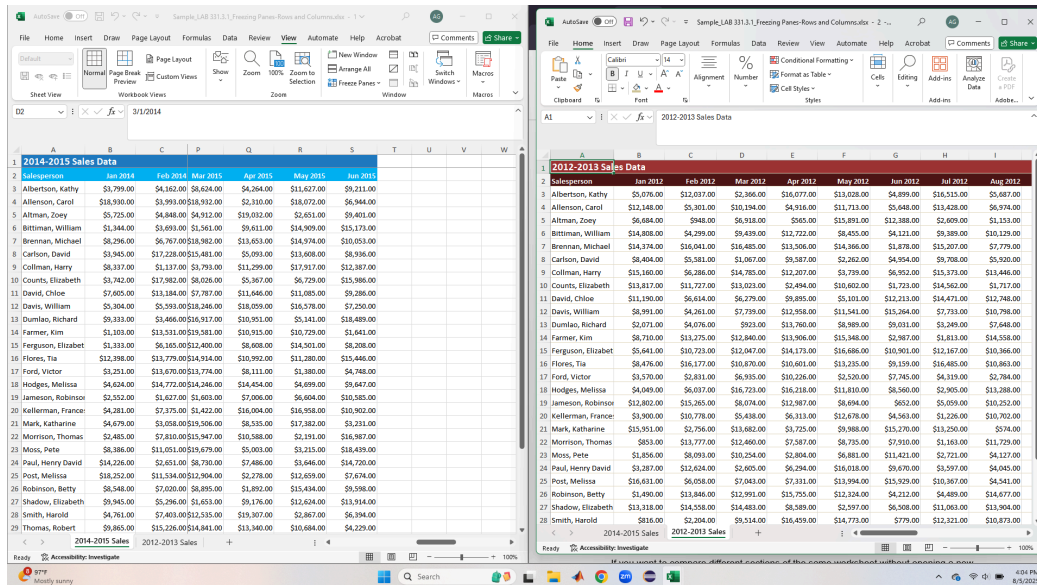 AutoSave Off Sample_LAB 331.3.1_Freezing Panes-Rows and Columns.xlsx - 1 AG
File Home Insert Draw Page Layout Formulas Data Review View Automate Help Acrobat Comments Share
Default Normal Page Break Preview Page Layout Custom Views Show Zoom 100% Zoom to Selection New Window Arrange All Freeze Panes Switch Windows Macros
Sheet View Workbook Views Zoom Window Macros
D2 fx 3/1/2014
A B C P Q R S T U V W
1 2014-2015 Sales Data
2 Salesperson Jan 2014 Feb 2014 Mar 2015 Apr 2015 May 2015 Jun 2015
3 Albertson, Kathy $3,799.00 $4,162.00 $8,624.00 $4,264.00 $11,627.00 $9,211.00
4 Allenson, Carol $18,930.00 $3,993.00 $18,932.00 $2,310.00 $18,072.00 $6,944.00
5 Altman, Zoey $5,725.00 $4,848.00 $4,912.00 $19,032.00 $2,651.00 $9,401.00
6 Bittiman, William $1,344.00 $3,693.00 $1,561.00 $9,611.00 $14,909.00 $15,173.00
7 Brennan, Michael $8,296.00 $6,767.00 $18,982.00 $13,653.00 $14,974.00 $10,053.00
8 Carlson, David $3,945.00 $17,228.00 $15,481.00 $5,093.00 $13,608.00 $8,936.00
9 Collman, Harry $8,337.00 $1,137.00 $3,793.00 $11,299.00 $17,917.00 $12,387.00
10 Counts, Elizabeth $3,742.00 $17,982.00 $8,026.00 $5,367.00 $6,729.00 $15,986.00
11 David, Chloe $7,605.00 $13,184.00 $7,787.00 $11,646.00 $11,085.00 $9,286.00
12 Davis, William $5,304.00 $5,593.00 $18,246.00 $18,059.00 $16,578.00 $7,250.00
13 Dumlao, Richard $9,333.00 $3,466.00 $16,917.00 $10,951.00 $5,141.00 $18,489.00
14 Farmer, Kim $1,103.00 $13,531.00 $19,581.00 $10,915.00 $10,729.00 $1,641.00
15 Ferguson, Elizabet $1,333.00 $6,165.00 $12,400.00 $8,608.00 $14,501.00 $8,208.00
16 Flores, Tia $12,398.00 $13,779.00 $14,914.00 $10,992.00 $11,280.00 $15,446.00
17 Ford, Victor $3,251.00 $13,670.00 $13,774.00 $8,111.00 $1,380.00 $4,748.00
18 Hodges, Melissa $4,624.00 $14,772.00 $14,246.00 $14,454.00 $4,699.00 $9,647.00
19 Jameson, Robinson $2,552.00 $1,627.00 $1,603.00 $7,006.00 $6,604.00 $10,585.00
20 Kellerman, Frances $4,281.00 $7,375.00 $1,422.00 $16,004.00 $16,958.00 $10,902.00
21 Mark, Katharine $4,679.00 $3,058.00 $19,506.00 $8,535.00 $17,382.00 $3,231.00
22 Morrison, Thomas $2,485.00 $7,810.00 $15,947.00 $10,588.00 $2,191.00 $16,987.00
23 Moss, Pete $8,386.00 $11,051.00 $19,679.00 $5,003.00 $3,215.00 $18,439.00
24 Paul, Henry David $14,226.00 $2,651.00 $8,730.00 $7,486.00 $3,646.00 $14,720.00
25 Post, Melissa $18,252.00 $11,534.00 $12,904.00 $2,278.00 $12,659.00 $7,674.00
26 Robinson, Betty $8,548.00 $7,020.00 $8,895.00 $1,892.00 $15,434.00 $9,598.00
27 Shadow, Elizabeth $9,945.00 $5,296.00 $1,653.00 $9,176.00 $12,624.00 $13,914.00
28 Smith, Harold $4,761.00 $7,403.00 $12,535.00 $19,307.00 $2,867.00 $6,394.00
29 Thomas, Robert $9,865.00 $15,226.00 $14,841.00 $13,340.00 $10,684.00 $4,229.00
2014-2015 Sales 2012-2013 Sales
Ready Accessibility: Investigate 100%
AutoSave Off Sample_LAB 331.3.1_Freezing Panes-Rows and Columns.xlsx - 2 AG
File Home Insert Draw Page Layout Formulas Data Review View Automate Help Acrobat Comments Share
Paste Calibri 14 B I U A A Alignment Number Conditional Formatting Format as Table Cell Styles Cells Editing Add-ins Analyze Data Create a PDF
Clipboard Font Styles Add-ins Adobe...
A1 fx 2012-2013 Sales Data
A B C D E F G H I
1 2012-2013 Sales Data
2 Salesperson Jan 2012 Feb 2012 Mar 2012 Apr 2012 May 2012 Jun 2012 Jul 2012 Aug 2012
3 Albertson, Kathy $5,076.00 $12,037.00 $2,366.00 $16,077.00 $13,028.00 $4,899.00 $16,515.00 $5,687.00
4 Allenson, Carol $12,148.00 $5,301.00 $10,194.00 $4,916.00 $11,713.00 $5,648.00 $13,428.00 $6,974.00
5 Altman, Zoey $6,684.00 $948.00 $6,918.00 $565.00 $15,891.00 $12,388.00 $2,609.00 $1,153.00
6 Bittiman, William $14,808.00 $4,299.00 $9,439.00 $12,722.00 $8,455.00 $4,121.00 $9,389.00 $10,129.00
7 Brennan, Michael $14,374.00 $16,041.00 $16,485.00 $13,506.00 $14,366.00 $1,878.00 $15,207.00 $7,779.00
8 Carlson, David $8,404.00 $5,581.00 $1,067.00 $9,587.00 $2,262.00 $4,954.00 $9,708.00 $5,920.00
9 Collman, Harry $15,160.00 $6,286.00 $14,785.00 $12,207.00 $3,739.00 $6,952.00 $15,373.00 $13,446.00
10 Counts, Elizabeth $13,817.00 $11,727.00 $13,023.00 $2,494.00 $10,602.00 $1,723.00 $14,562.00 $1,717.00
11 David, Chloe $11,190.00 $6,614.00 $6,279.00 $9,895.00 $5,101.00 $12,213.00 $14,471.00 $12,748.00
12 Davis, William $8,991.00 $4,261.00 $7,739.00 $12,958.00 $11,541.00 $15,264.00 $7,733.00 $10,798.00
13 Dumlao, Richard $2,071.00 $4,076.00 $923.00 $13,760.00 $8,989.00 $9,031.00 $3,249.00 $7,648.00
14 Farmer, Kim $8,710.00 $13,275.00 $12,840.00 $13,906.00 $15,348.00 $2,987.00 $1,813.00 $14,558.00
15 Ferguson, Elizabet $5,641.00 $10,723.00 $12,047.00 $14,173.00 $16,686.00 $10,901.00 $12,167.00 $10,366.00
16 Flores, Tia $8,476.00 $16,177.00 $10,870.00 $10,601.00 $13,235.00 $9,159.00 $16,485.00 $10,863.00
17 Ford, Victor $3,570.00 $2,831.00 $6,935.00 $10,226.00 $2,520.00 $7,745.00 $4,319.00 $2,784.00
18 Hodges, Melissa $4,049.00 $6,037.00 $11,723.00 $16,218.00 $11,810.00 $8,560.00 $2,905.00 $13,288.00
19 Jameson, Robinson $12,802.00 $15,265.00 $8,074.00 $12,987.00 $8,694.00 $652.00 $5,059.00 $10,252.00
20 Kellerman, Frances $3,900.00 $10,778.00 $5,438.00 $6,313.00 $12,678.00 $4,563.00 $1,226.00 $10,702.00
21 Mark, Katharine $15,951.00 $2,756.00 $13,682.00 $3,725.00 $9,988.00 $15,270.00 $13,250.00 $574.00
22 Morrison, Thomas $853.00 $13,777.00 $12,460.00 $7,587.00 $8,735.00 $7,910.00 $1,163.00 $11,729.00
23 Moss, Pete $1,856.00 $8,093.00 $10,254.00 $2,804.00 $6,881.00 $11,421.00 $2,721.00 $4,127.00
24 Paul, Henry David $3,287.00 $12,624.00 $2,605.00 $6,294.00 $16,018.00 $9,670.00 $3,597.00 $4,045.00
25 Post, Melissa $16,631.00 $6,058.00 $7,043.00 $7,331.00 $13,994.00 $15,929.00 $10,367.00 $4,541.00
26 Robinson, Betty $1,490.00 $13,846.00 $12,991.00 $15,755.00 $12,324.00 $4,212.00 $4,489.00 $14,677.00
27 Shadow, Elizabeth $13,318.00 $14,558.00 $14,483.00 $8,589.00 $2,597.00 $6,508.00 $11,063.00 $13,904.00
28 Smith, Harold $816.00 $2,204.00 $9,514.00 $16,459.00 $14,773.00 $779.00 $12,321.00 $10,873.00
2014-2015 Sales 2012-2013 Sales
Ready Accessibility: Investigate 100%
97°F
Mostly sunny
Search
zm
4:04 PM
8/5/202